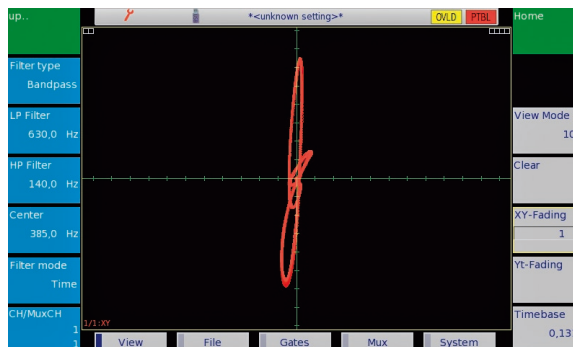 up..
*<unknown setting>*
OVLD
PTBL
Home
Filter type
Bandpass
LP Filter
630,0 Hz
HP Filter
140,0 Hz
Center
385,0 Hz
Filter mode
Time
CH/MuxCH
1
1
View Mode
10
Clear
XY-Fading
1
Yt-Fading
Timebase
0,13
1/1:XY
View
File
Gates
Mux
System